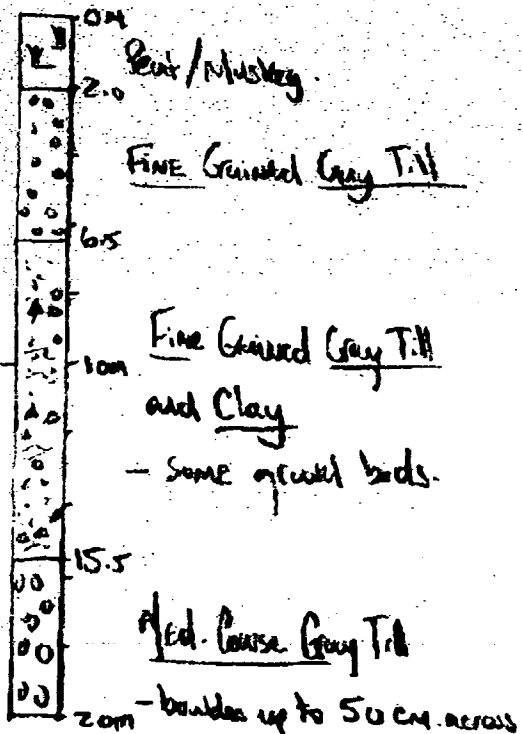 0M
Peat / Muskeg.
2.0
FINE Grained Gray Till
6.5
Fine Grained Gray Till
10m
and Clay
- SOME gravel beds.
15.5
Med. Course Gray Till
- boulders up to 50 cm. across
20m